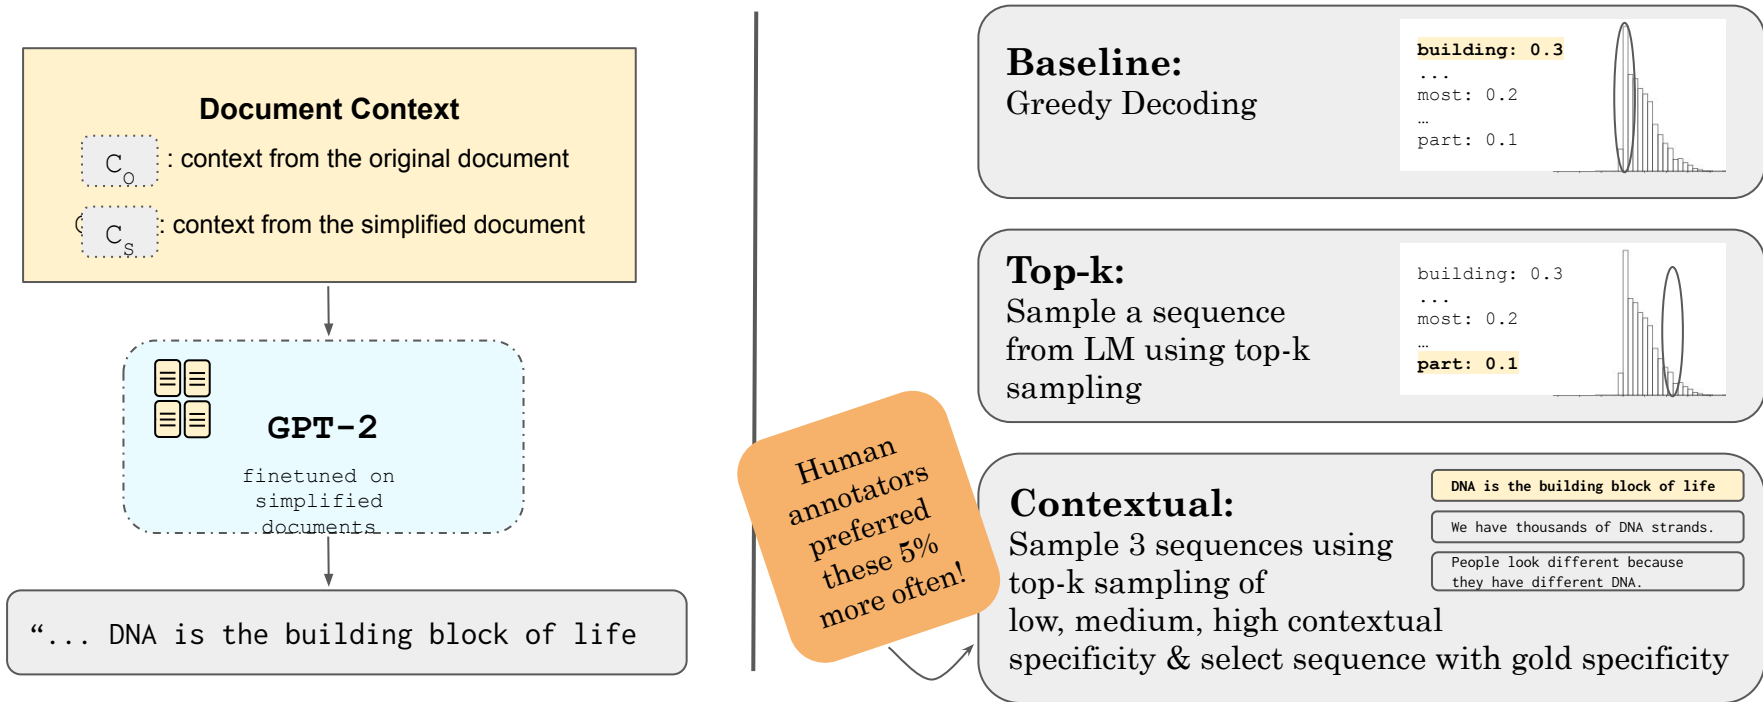 Document Context
C_O : context from the original document
C_S : context from the simplified document
GPT-2
finetuned on
simplified
documents
“... DNA is the building block of life
Baseline:
Greedy Decoding
building: 0.3
...
most: 0.2
…
part: 0.1
Top-k:
Sample a sequence
from LM using top-k
sampling
building: 0.3
...
most: 0.2
…
part: 0.1
Human
annotators
preferred
these 5%
more often!
Contextual:
Sample 3 sequences using
top-k sampling of
low, medium, high contextual
specificity & select sequence with gold specificity
DNA is the building block of life
We have thousands of DNA strands.
People look different because
they have different DNA.